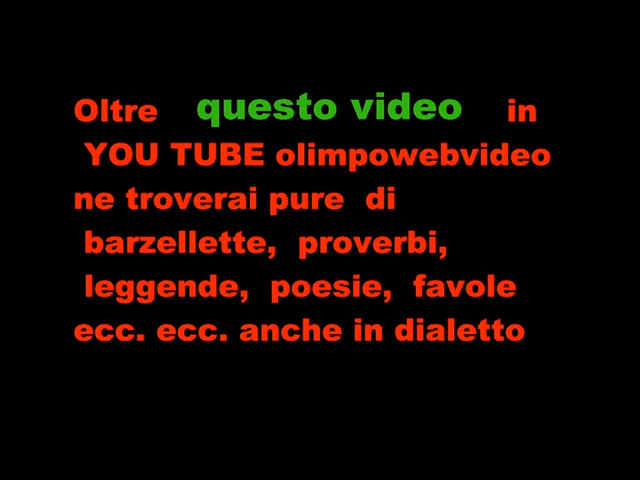 Oltre questo video in
YOU TUBE olimpowebvideo
ne troverai pure di
barzellette, proverbi,
leggende, poesie, favole
ecc. ecc. anche in dialetto